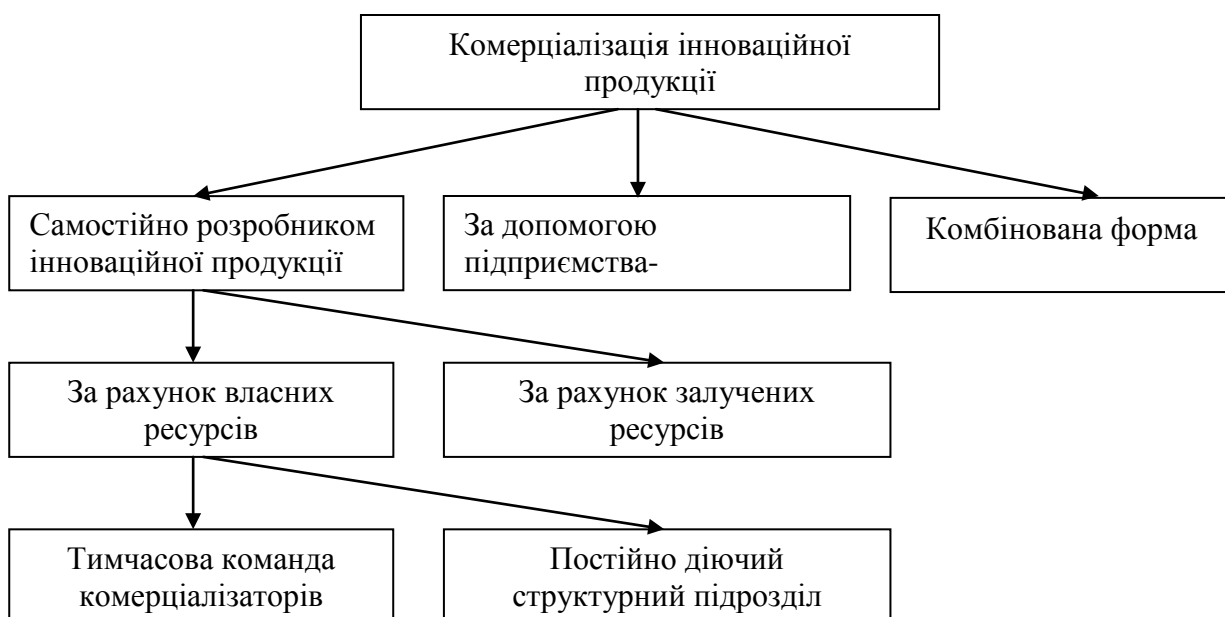 Комерціалізація інноваційної
продукції
Самостійно розробником
інноваційної продукції
За допомогою
підприємства-
Комбінована форма
За рахунок власних
ресурсів
За рахунок залучених
ресурсів
Тимчасова команда
комерціалізаторів
Постійно діючий
структурний підрозділ